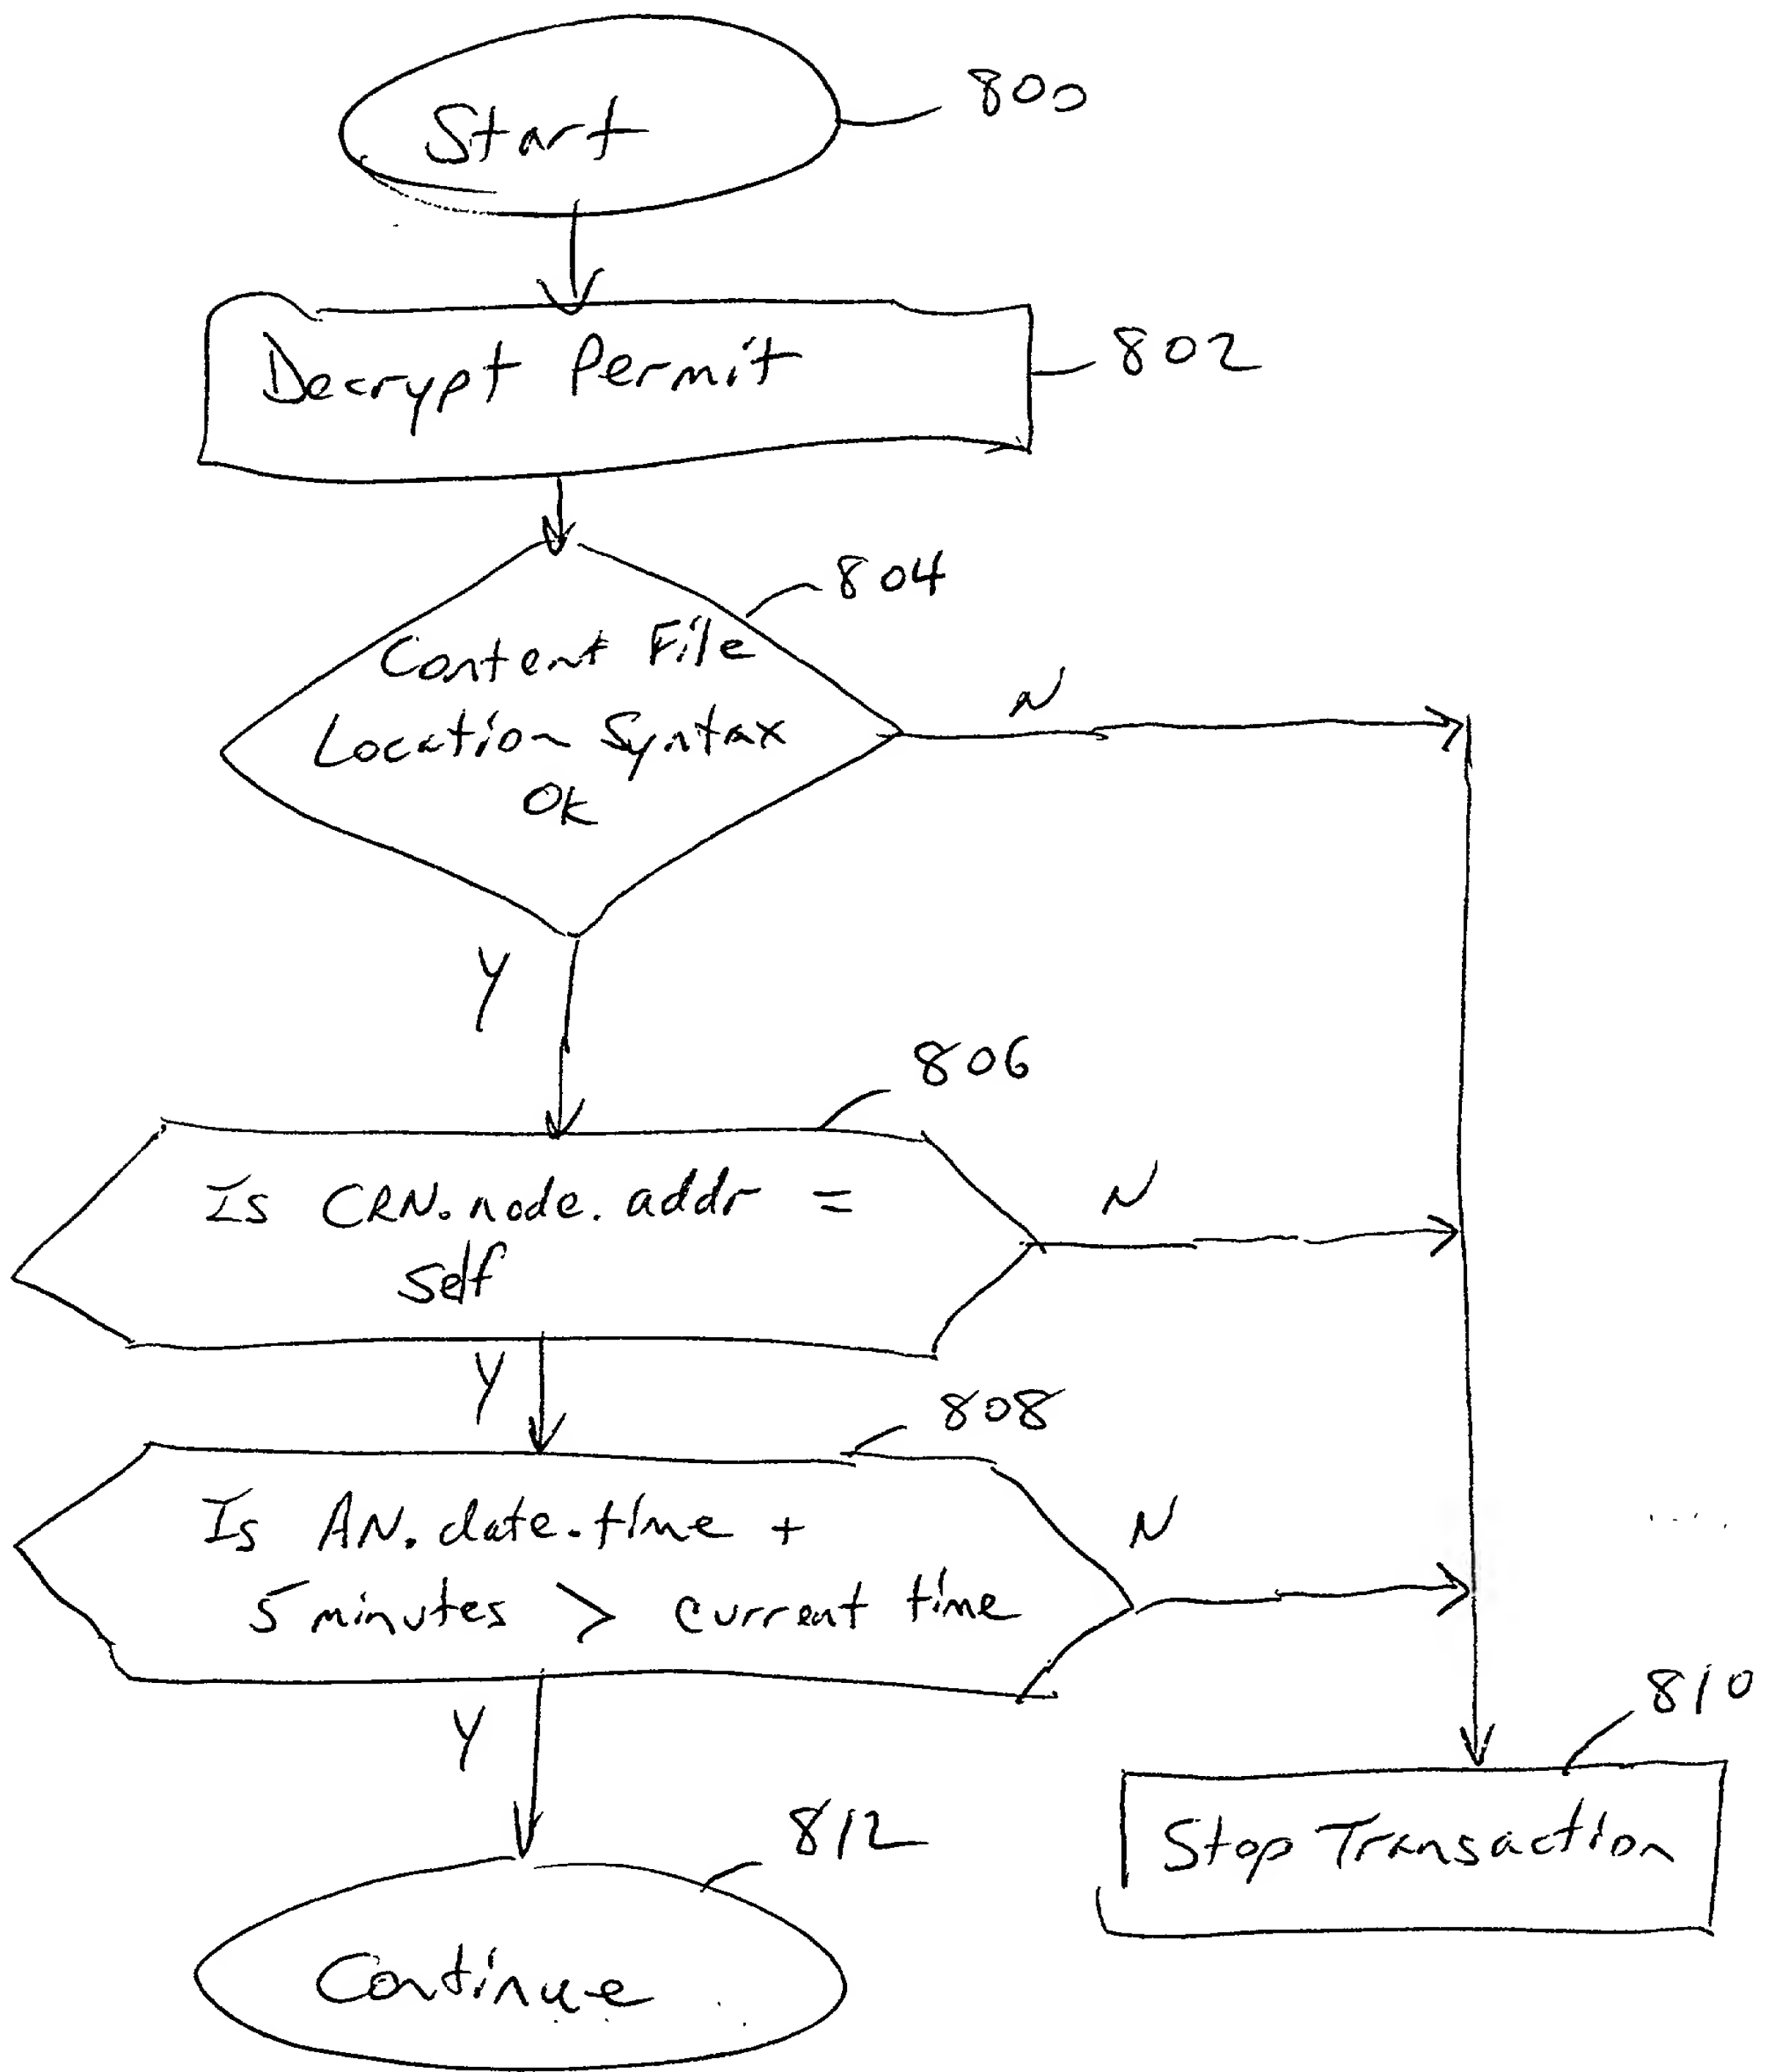 Start
800
Decrypt Permit
802
804
Content File
Location Syntax
OK
N
Y
806
Is CRN.node.addr =
self
N
Y
808
Is AN.date.time +
5 minutes > current time
N
Y
810
Stop Transaction
812
Continue